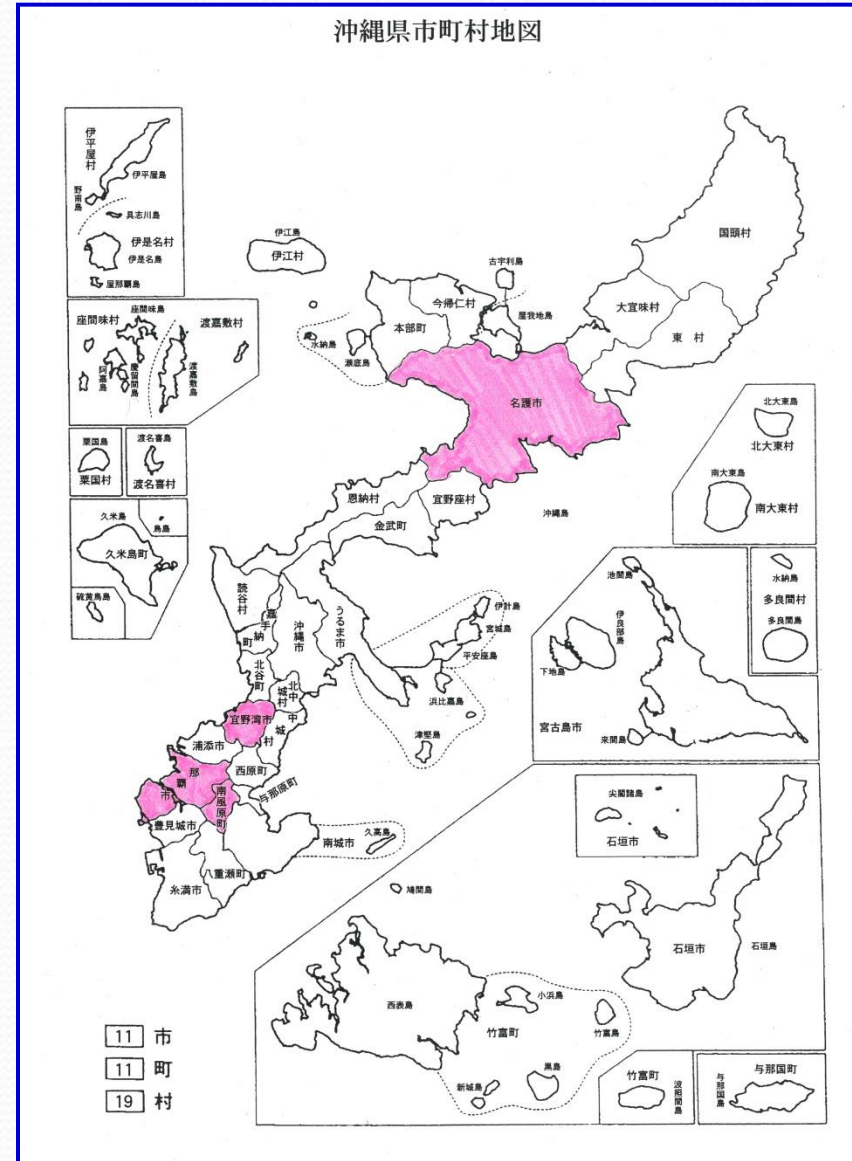 沖縄県市町村地図
伊平屋村
伊平屋島
野甫島
具志川島
伊是名村
伊是名島
屋那覇島
座間味島
座間味村
渡嘉敷村
阿嘉島
慶留間島
渡嘉敷島
粟国島
粟国村
渡名喜島
渡名喜村
久米島
鳥島
久米島町
硫黄鳥島
伊江島
伊江村
古宇利島
今帰仁村
屋我地島
本部町
水納島
瀬底島
国頭村
大宜味村
東村
名護市
恩納村
宜野座村
金武町
沖縄島
北大東島
北大東村
南大東島
南大東村
読谷村
嘉手納町
沖縄市
うるま市
伊計島
宮城島
平安座島
浜比嘉島
津堅島
北谷町
北中城村
中城村
宜野湾市
浦添市
西原町
那覇市
南風原町
与那原町
豊見城市
南城市
久高島
糸満市
八重瀬町
池間島
伊良部島
下地島
宮古島市
来間島
水納島
多良間村
多良間島
尖閣諸島
石垣市
石垣市
石垣島
鳩間島
西表島
小浜島
竹富町
竹富島
新城島
黒島
竹富町
波照間島
与那国町
与那国島
11 市
11 町
19 村